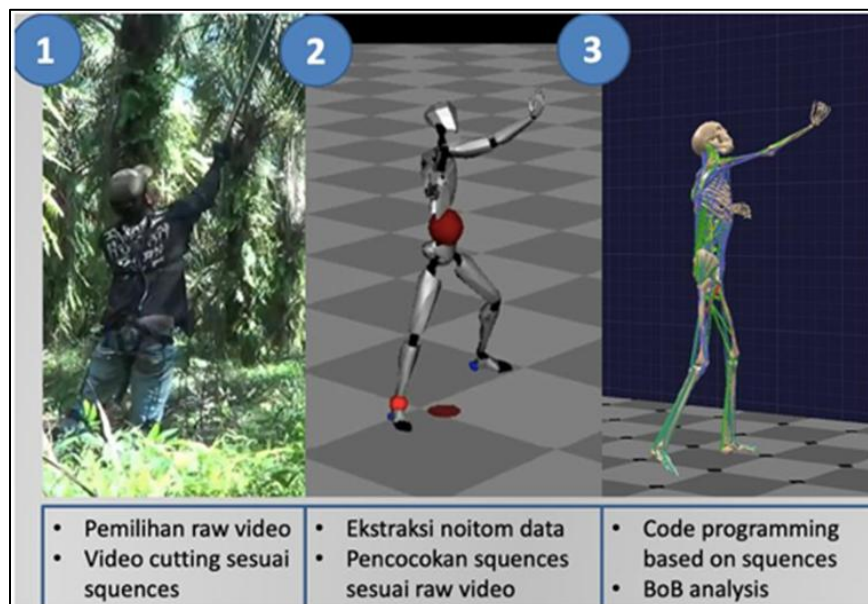 1
2
3
• Pemilihan raw video
• Video cutting sesuai
squences
• Ekstraksi noitom data
• Pencocokan squences
sesuai raw video
• Code programming
based on squences
• BoB analysis